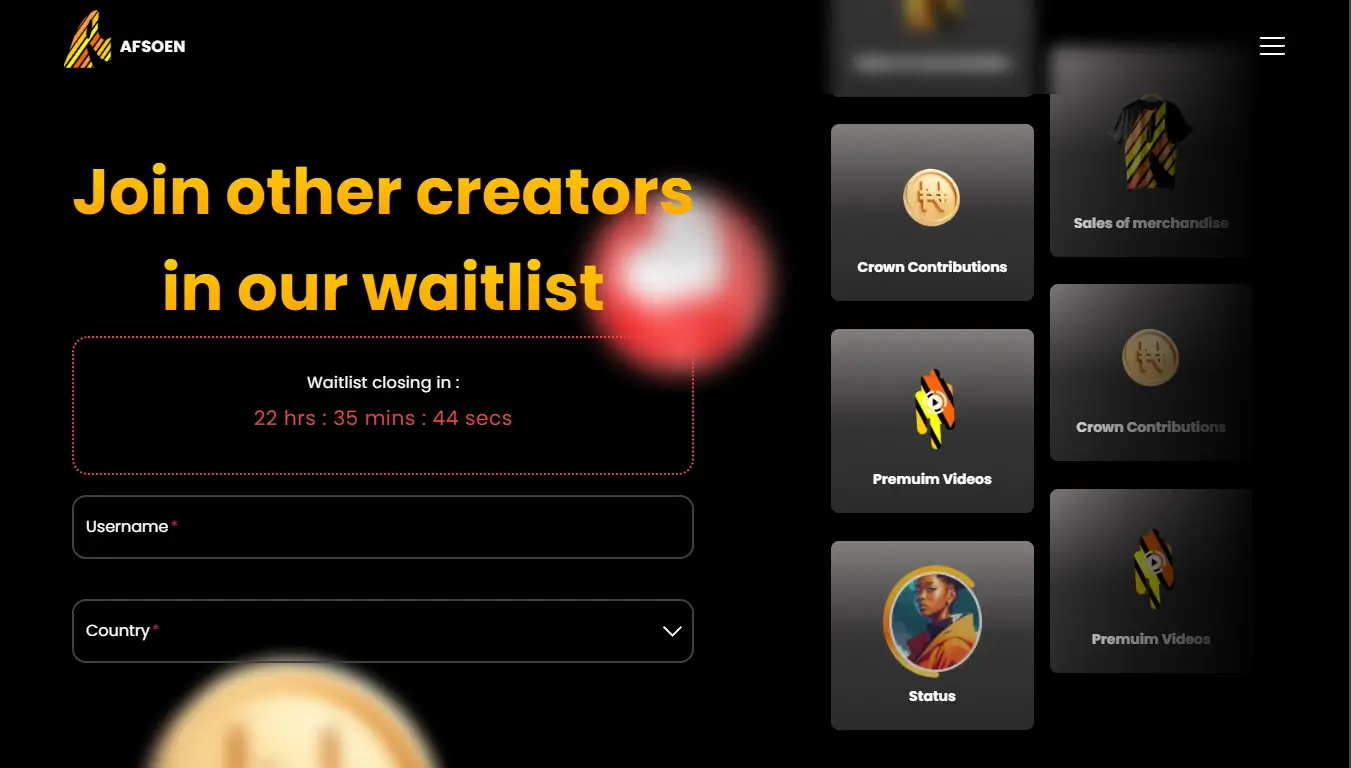 AFSOEN
Join other creators
in our waitlist
Waitlist closing in :
22 hrs : 35 mins : 44 secs
Username *
Country *
Crown Contributions
Premuim Videos
Status
Sales of merchandise
Crown Contributions
Premuim Videos